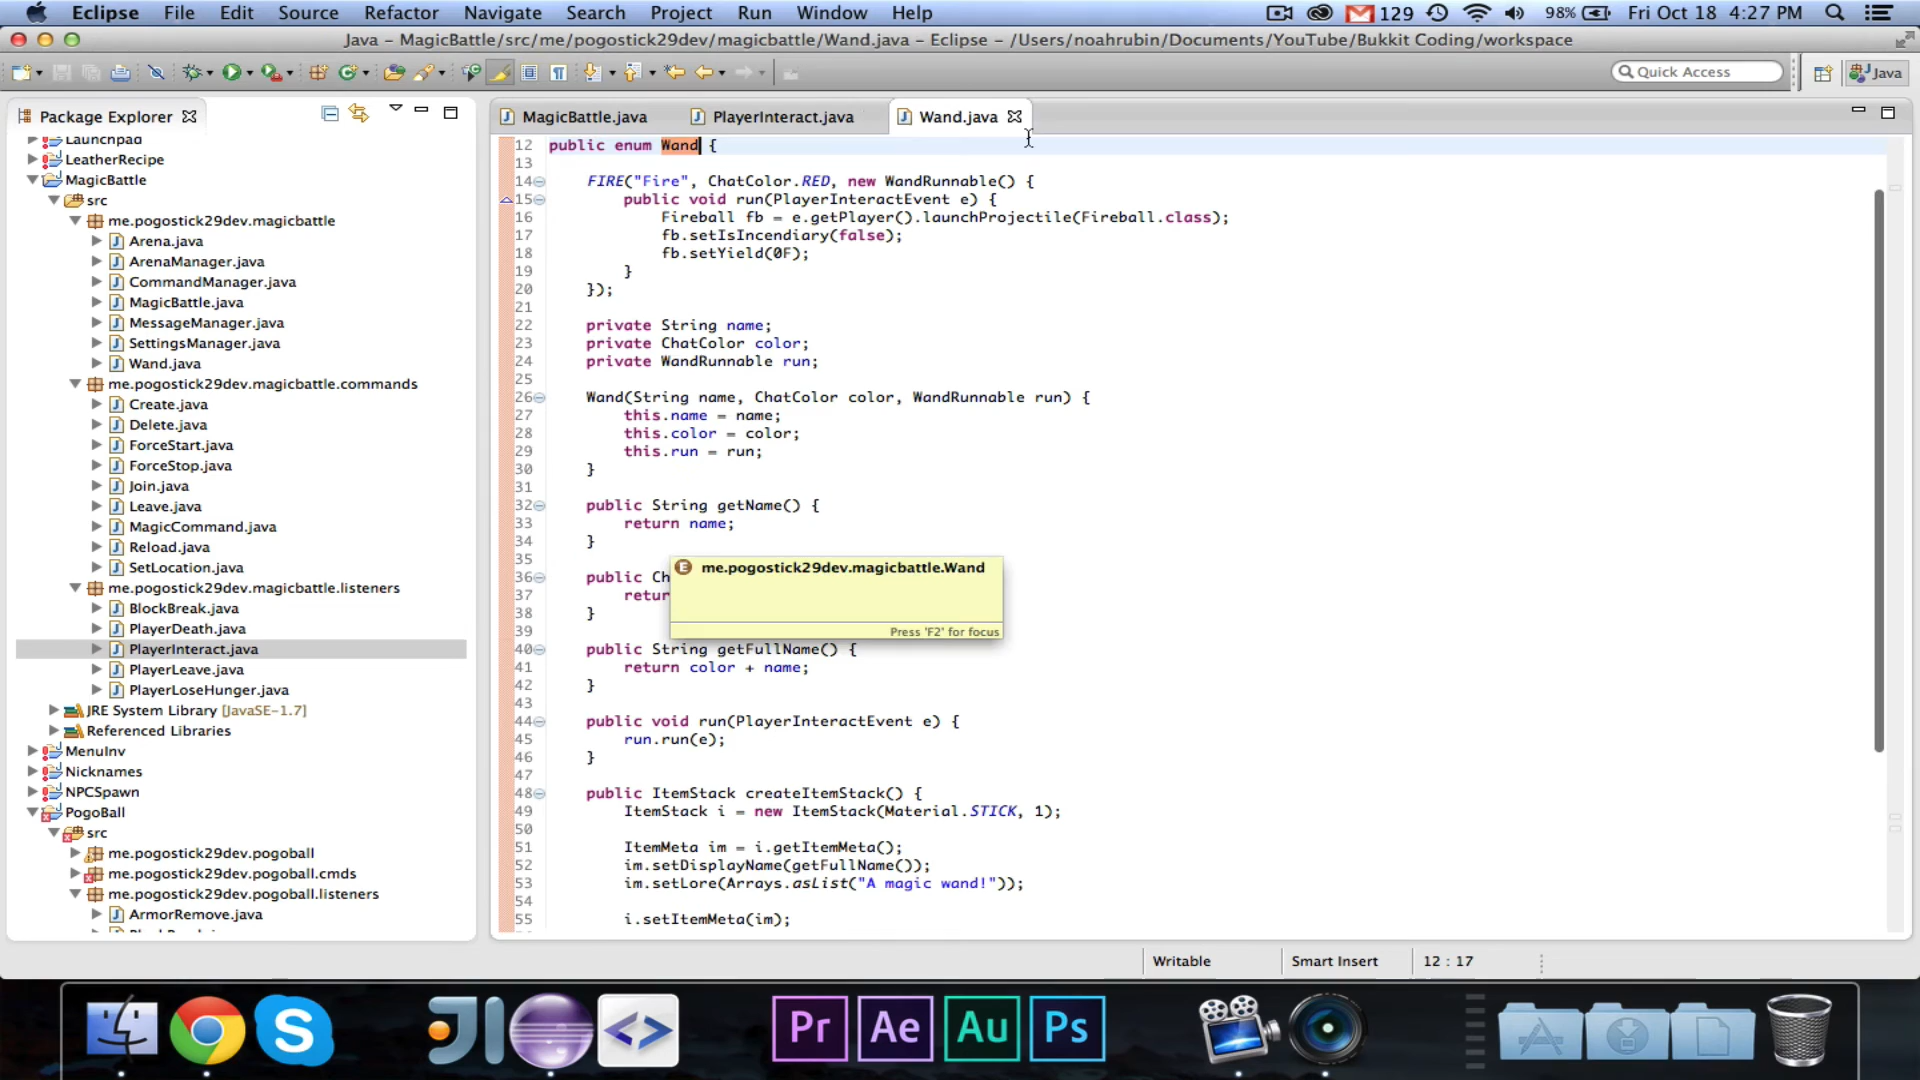 Eclipse File Edit Source Refactor Navigate Search Project Run Window Help 129 98% Fri Oct 18 4:27 PM
Java – MagicBattle/src/me/pogostick29dev/magicbattle/Wand.java – Eclipse – /Users/noahrubin/Documents/YouTube/Bukkit Coding/workspace
Quick Access Java
Package Explorer
Launchpad
LeatherRecipe
MagicBattle
src
me.pogostick29dev.magicbattle
Arena.java
ArenaManager.java
CommandManager.java
MagicBattle.java
MessageManager.java
SettingsManager.java
Wand.java
me.pogostick29dev.magicbattle.commands
Create.java
Delete.java
ForceStart.java
ForceStop.java
Join.java
Leave.java
MagicCommand.java
Reload.java
SetLocation.java
me.pogostick29dev.magicbattle.listeners
BlockBreak.java
PlayerDeath.java
PlayerInteract.java
PlayerLeave.java
PlayerLoseHunger.java
JRE System Library [JavaSE-1.7]
Referenced Libraries
MenuInv
Nicknames
NPCSpawn
PogoBall
src
me.pogostick29dev.pogoball
me.pogostick29dev.pogoball.cmds
me.pogostick29dev.pogoball.listeners
ArmorRemove.java
MagicBattle.java PlayerInteract.java Wand.java
12 public enum Wand {
13
14 FIRE("Fire", ChatColor.RED, new WandRunnable() {
15 public void run(PlayerInteractEvent e) {
16 Fireball fb = e.getPlayer().launchProjectile(Fireball.class);
17 fb.setIsIncendiary(false);
18 fb.setYield(0F);
19 }
20 });
21
22 private String name;
23 private ChatColor color;
24 private WandRunnable run;
25
26 Wand(String name, ChatColor color, WandRunnable run) {
27 this.name = name;
28 this.color = color;
29 this.run = run;
30 }
31
32 public String getName() {
33 return name;
34 }
35
36 public Ch
37 retur
38 }
39
me.pogostick29dev.magicbattle.Wand
Press 'F2' for focus
40 public String getFullName() {
41 return color + name;
42 }
43
44 public void run(PlayerInteractEvent e) {
45 run.run(e);
46 }
47
48 public ItemStack createItemStack() {
49 ItemStack i = new ItemStack(Material.STICK, 1);
50
51 ItemMeta im = i.getItemMeta();
52 im.setDisplayName(getFullName());
53 im.setLore(Arrays.asList("A magic wand!"));
54
55 i.setItemMeta(im);
Writable Smart Insert 12 : 17
S JI <> Pr Ae Au Ps